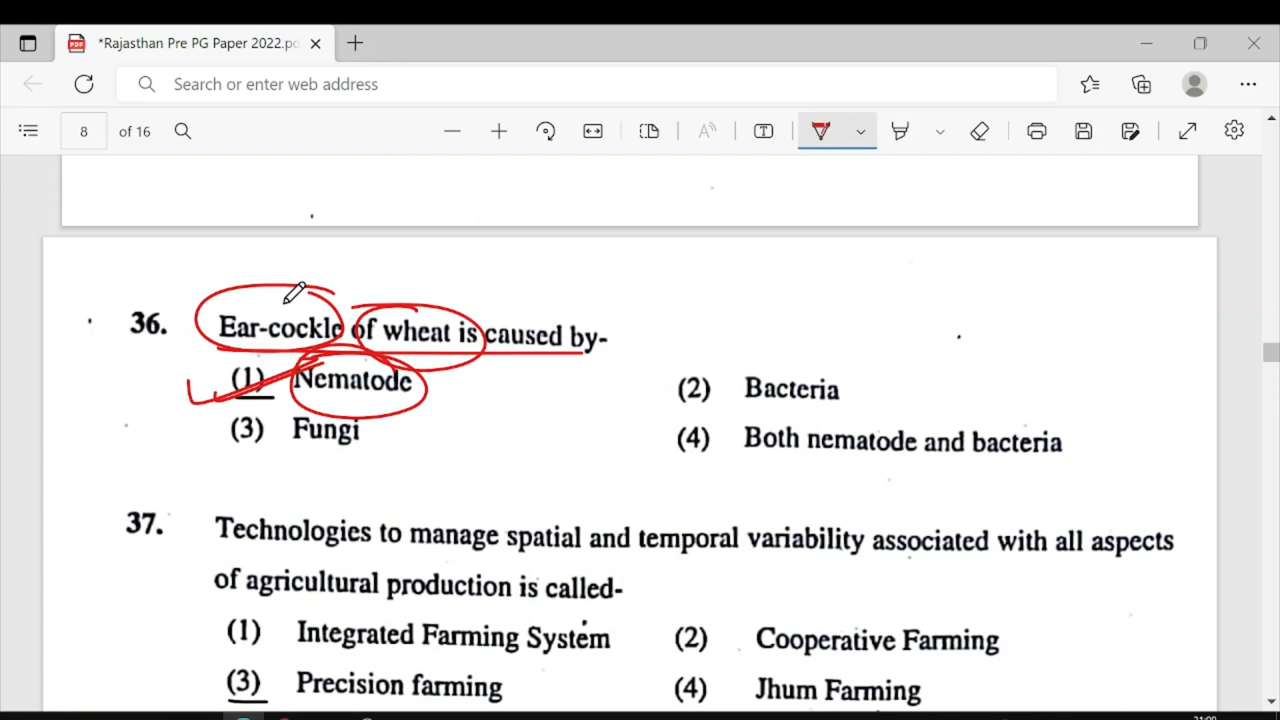 *Rajasthan Pre PG Paper 2022.pd
Search or enter web address
8 of 16
36. Ear-cockle of wheat is caused by-
(1) Nematode (2) Bacteria
(3) Fungi (4) Both nematode and bacteria
37. Technologies to manage spatial and temporal variability associated with all aspects
of agricultural production is called-
(1) Integrated Farming System (2) Cooperative Farming
(3) Precision farming (4) Jhum Farming